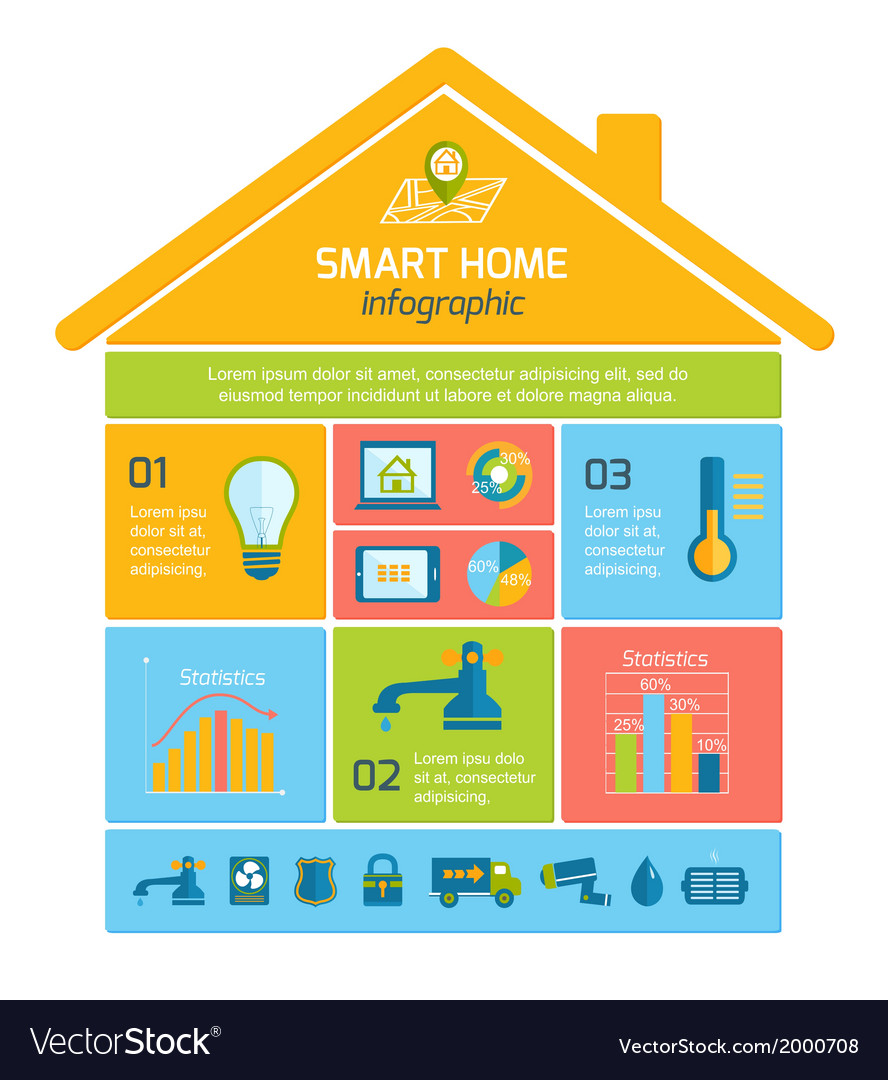 SMART HOME
infographic
Lorem ipsum dolor sit amet, consectetur adipisicing elit, sed do
eiusmod tempor incididunt ut labore et dolore magna aliqua.
01
Lorem ipsu
dolor sit at,
consectetur
adipisicing,
30%
25%
60%
48%
03
Lorem ipsu
dolor sit at,
consectetur
adipisicing,
Statistics
02
Lorem ipsu dolo
sit at, consectetur
adipisicing,
Statistics
60%
30%
25%
10%
VectorStock®
VectorStock.com/2000708